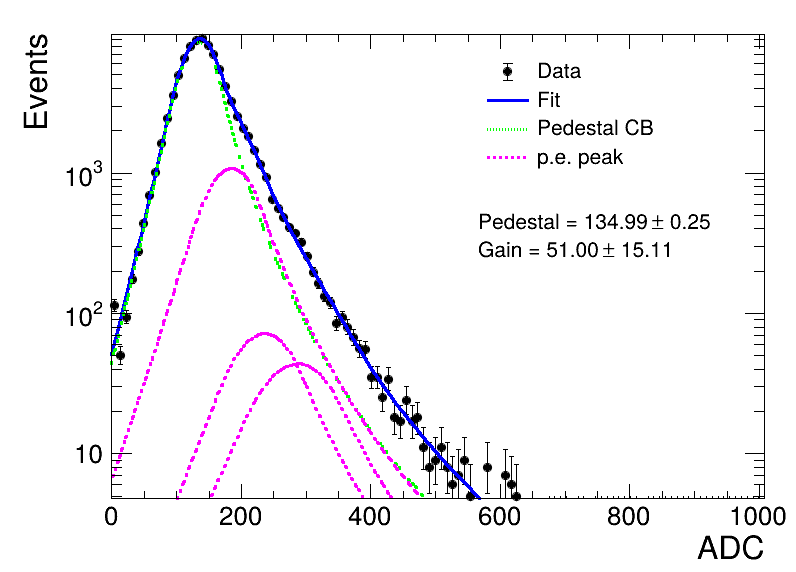 Events
Data
Fit
Pedestal CB
p.e. peak
Pedestal = 134.99 ± 0.25
Gain = 51.00 ± 15.11
10³
10²
10
0 200 400 600 800 1000
ADC